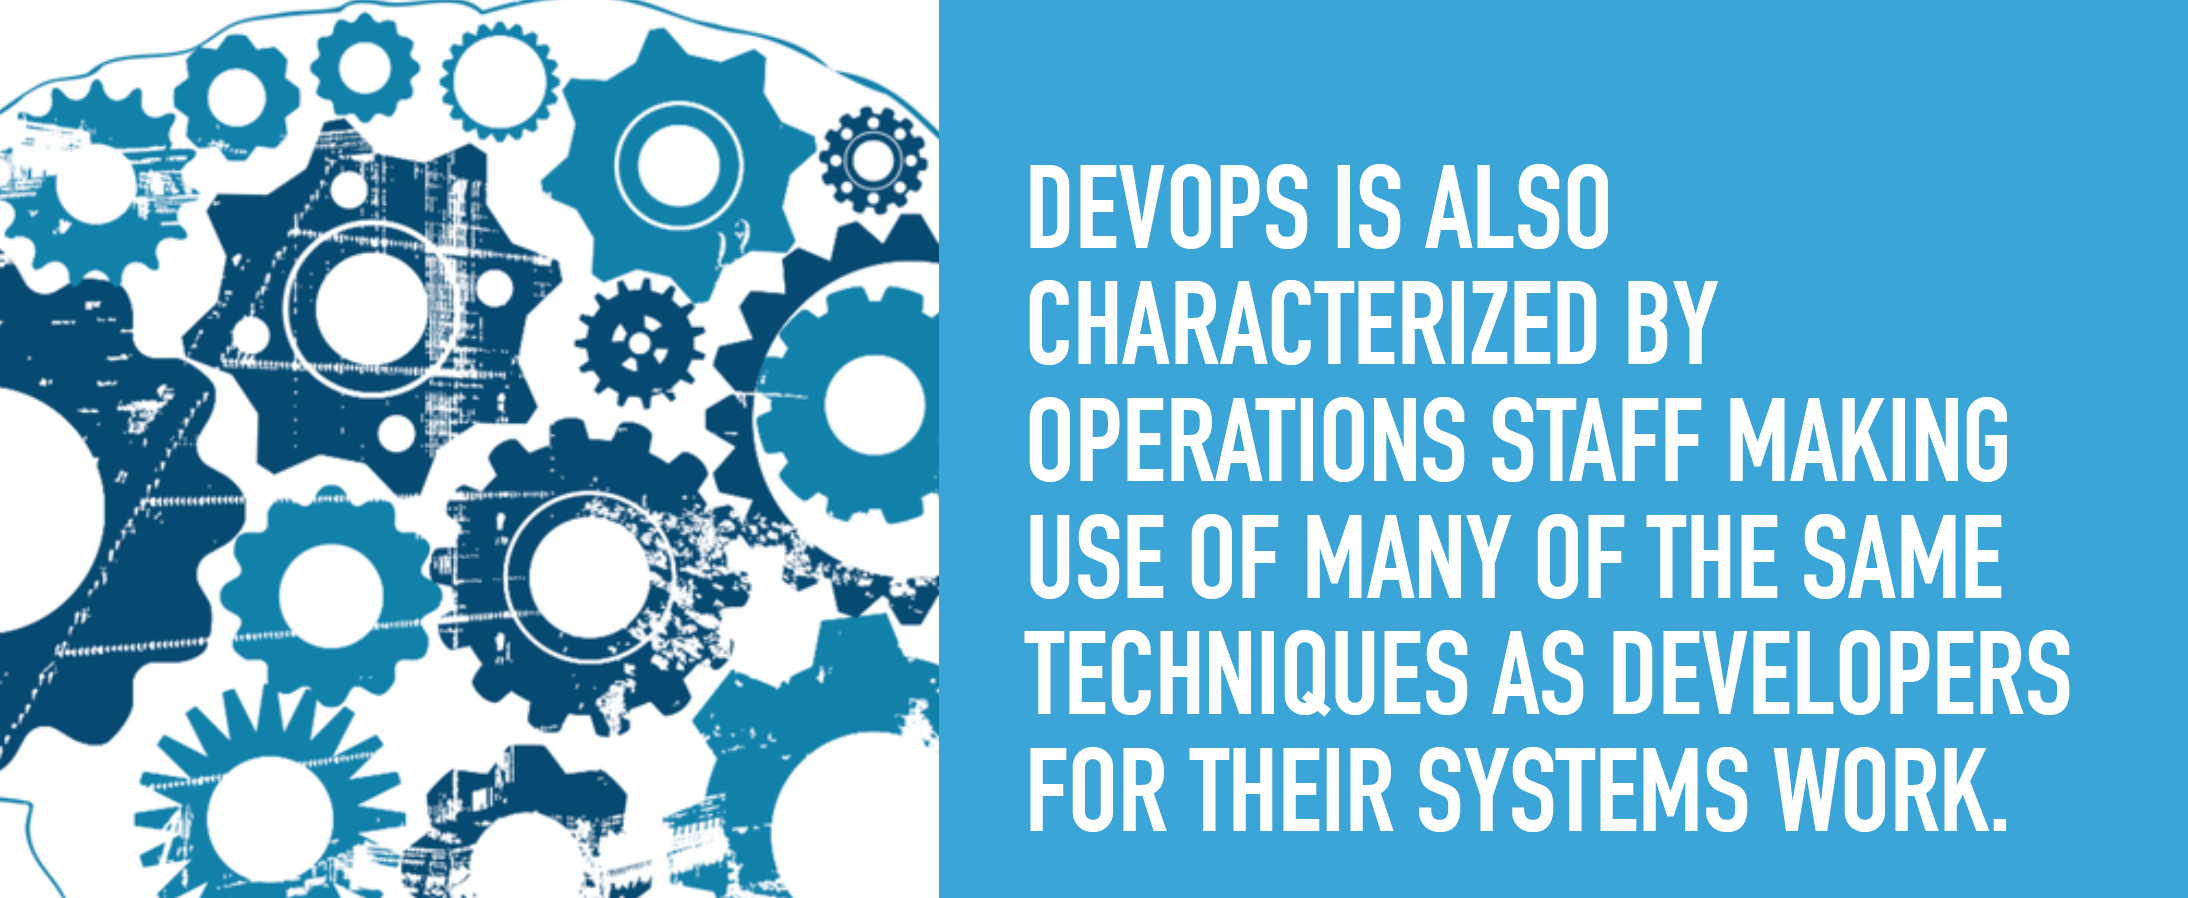 DEVOPS IS ALSO
CHARACTERIZED BY
OPERATIONS STAFF MAKING
USE OF MANY OF THE SAME
TECHNIQUES AS DEVELOPERS
FOR THEIR SYSTEMS WORK.